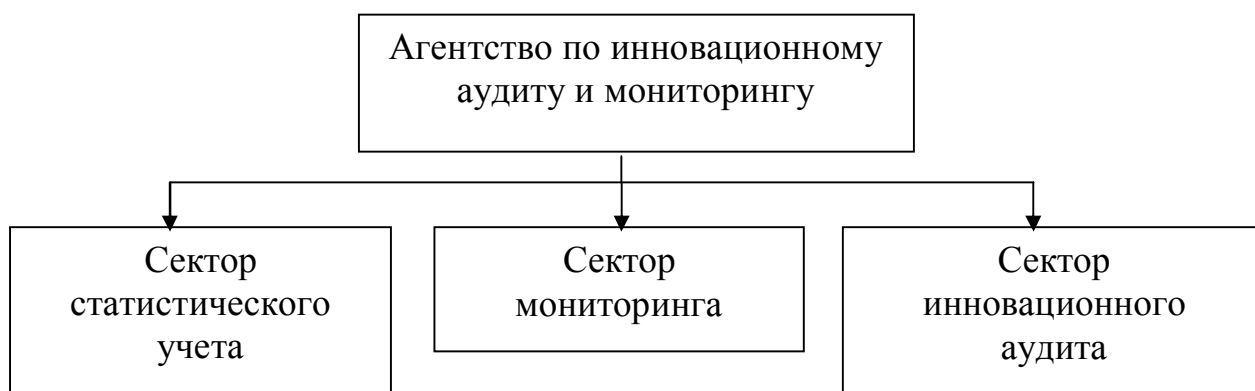 Агентство по инновационному
аудиту и мониторингу
Сектор
статистического
учета
Сектор
мониторинга
Сектор
инновационного
аудита